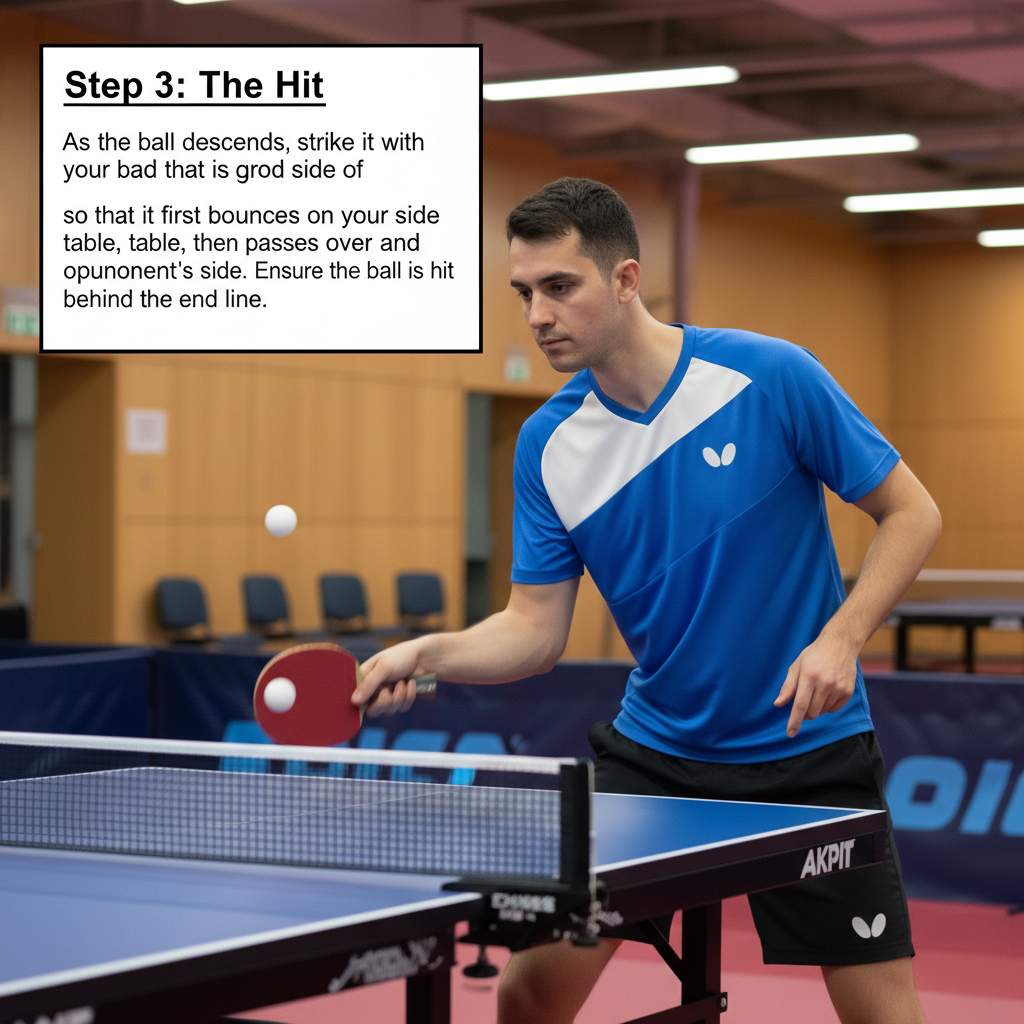 Step 3: The Hit
As the ball descends, strike it with
your bad that is grod side of
so that it first bounces on your side
table, table, then passes over and
opunonent's side. Ensure the ball is hit
behind the end line.
AKPIT